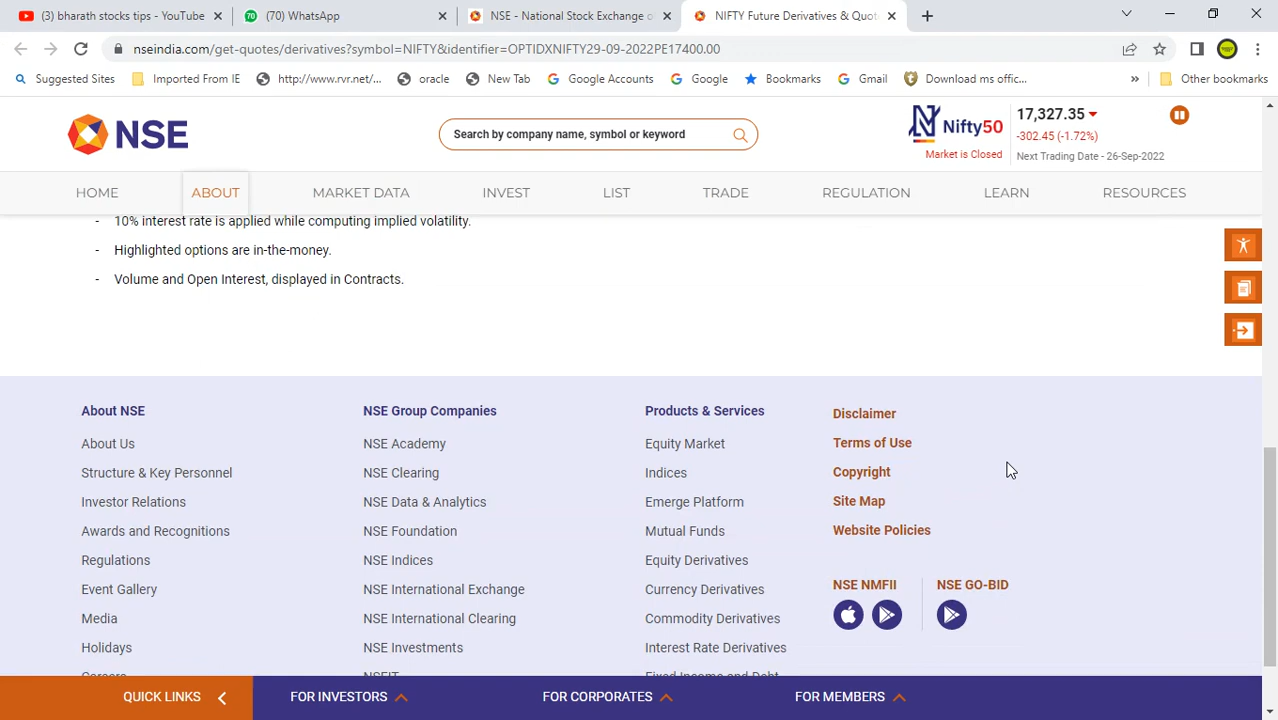 (3) bharath stocks tips - YouTube
(70) WhatsApp
NSE - National Stock Exchange o
NIFTY Future Derivatives & Quot
nseindia.com/get-quotes/derivatives?symbol=NIFTY&identifier=OPTIDXNIFTY29-09-2022PE17400.00
Suggested Sites Imported From IE http://www.rvr.net/... oracle New Tab Google Accounts Google Bookmarks Gmail Download ms offic... » Other bookmarks
NSE
Search by company name, symbol or keyword
Nifty50
Market is Closed
17,327.35
-302.45 (-1.72%)
Next Trading Date - 26-Sep-2022
HOME ABOUT MARKET DATA INVEST LIST TRADE REGULATION LEARN RESOURCES
- 10% interest rate is applied while computing implied volatility.
- Highlighted options are in-the-money.
- Volume and Open Interest, displayed in Contracts.
About NSE
About Us
Structure & Key Personnel
Investor Relations
Awards and Recognitions
Regulations
Event Gallery
Media
Holidays
Careers
NSE Group Companies
NSE Academy
NSE Clearing
NSE Data & Analytics
NSE Foundation
NSE Indices
NSE International Exchange
NSE International Clearing
NSE Investments
NSEIT
Products & Services
Equity Market
Indices
Emerge Platform
Mutual Funds
Equity Derivatives
Currency Derivatives
Commodity Derivatives
Interest Rate Derivatives
Fixed Income and Debt
Disclaimer
Terms of Use
Copyright
Site Map
Website Policies
NSE NMFII NSE GO-BID
QUICK LINKS FOR INVESTORS FOR CORPORATES FOR MEMBERS